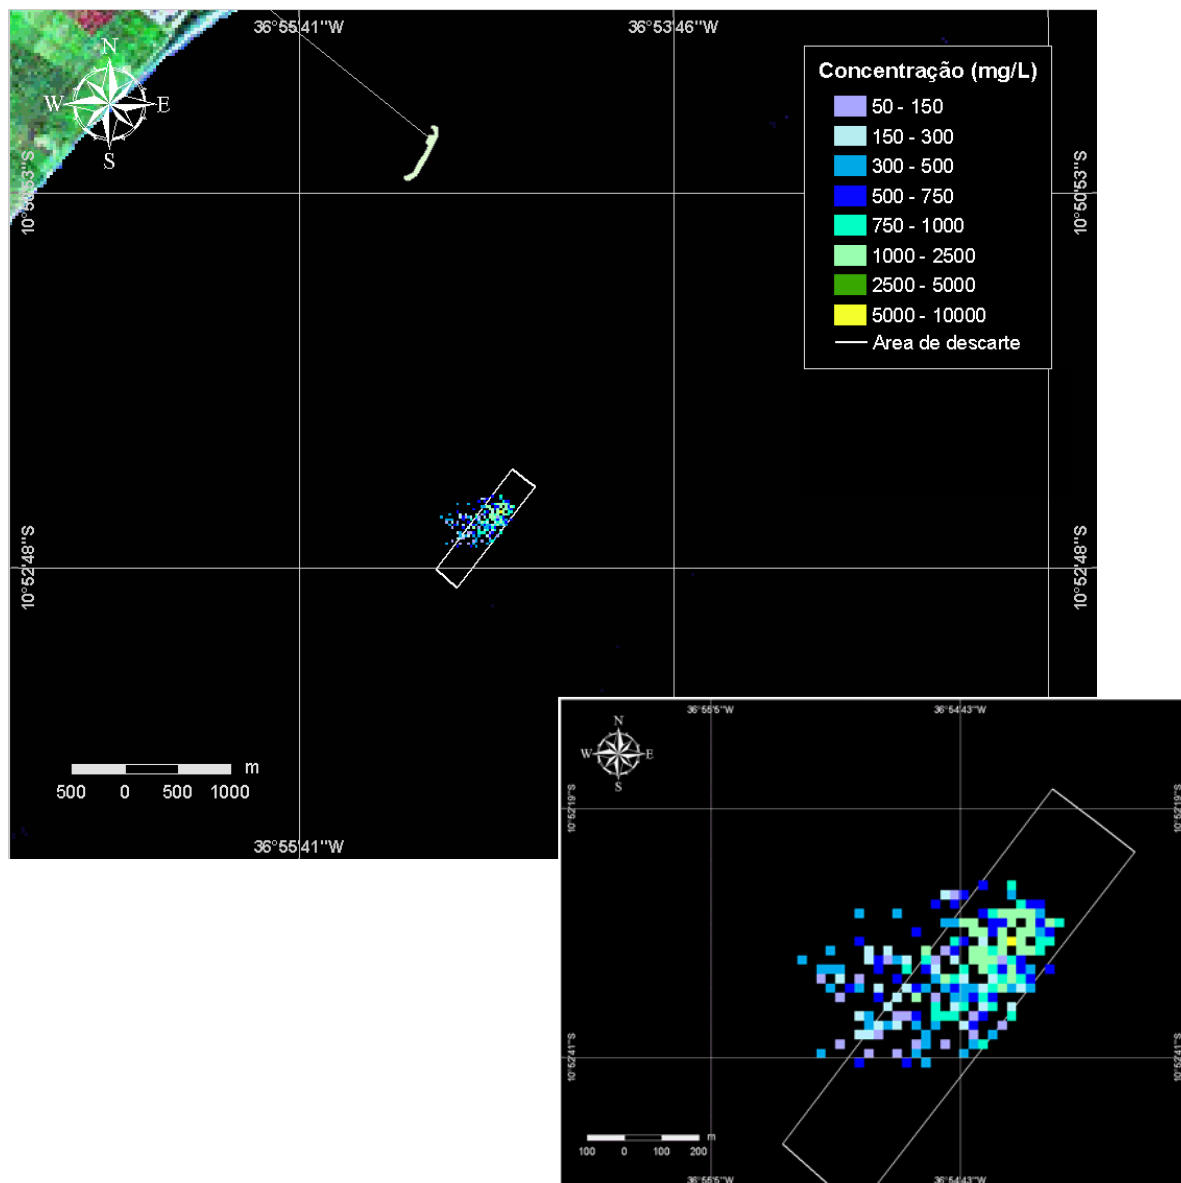 36°55'41"W
36°53'46"W
N
W
E
S
10°50'53"S
10°50'53"S
Concentração (mg/L)
50 - 150
150 - 300
300 - 500
500 - 750
750 - 1000
1000 - 2500
2500 - 5000
5000 - 10000
Area de descarte
10°52'48"S
10°52'48"S
m
500 0 500 1000
36°55'41"W
36°55'5"W
36°54'43"W
N
W
E
S
10°52'19"S
10°52'19"S
10°52'41"S
10°52'41"S
m
100 0 100 200
36°55'5"W
36°54'43"W